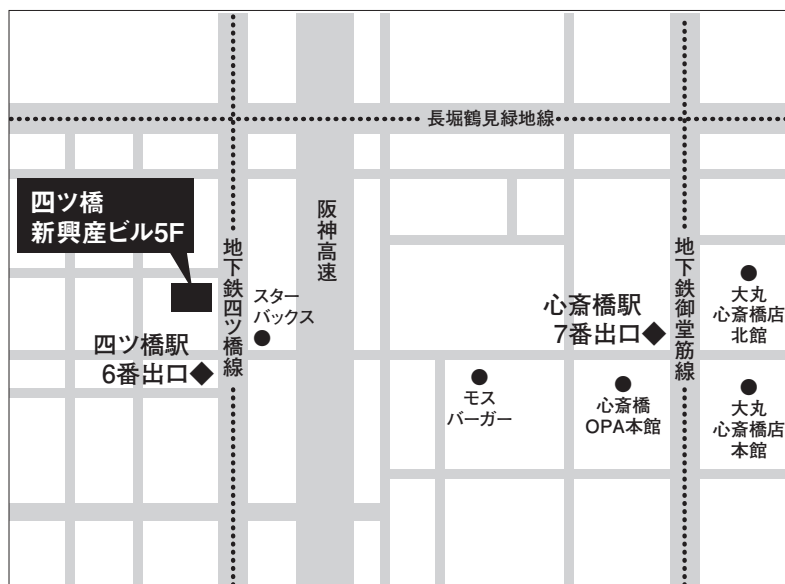 長堀鶴見緑地線
四ツ橋
新興産ビル5F
阪神高速
地下鉄四ツ橋線
スター
バックス
四ツ橋駅
6番出口◆
心斎橋駅
7番出口◆
地下鉄御堂筋線
大丸
心斎橋店
北館
モス
バーガー
心斎橋
OPA本館
大丸
心斎橋店
本館